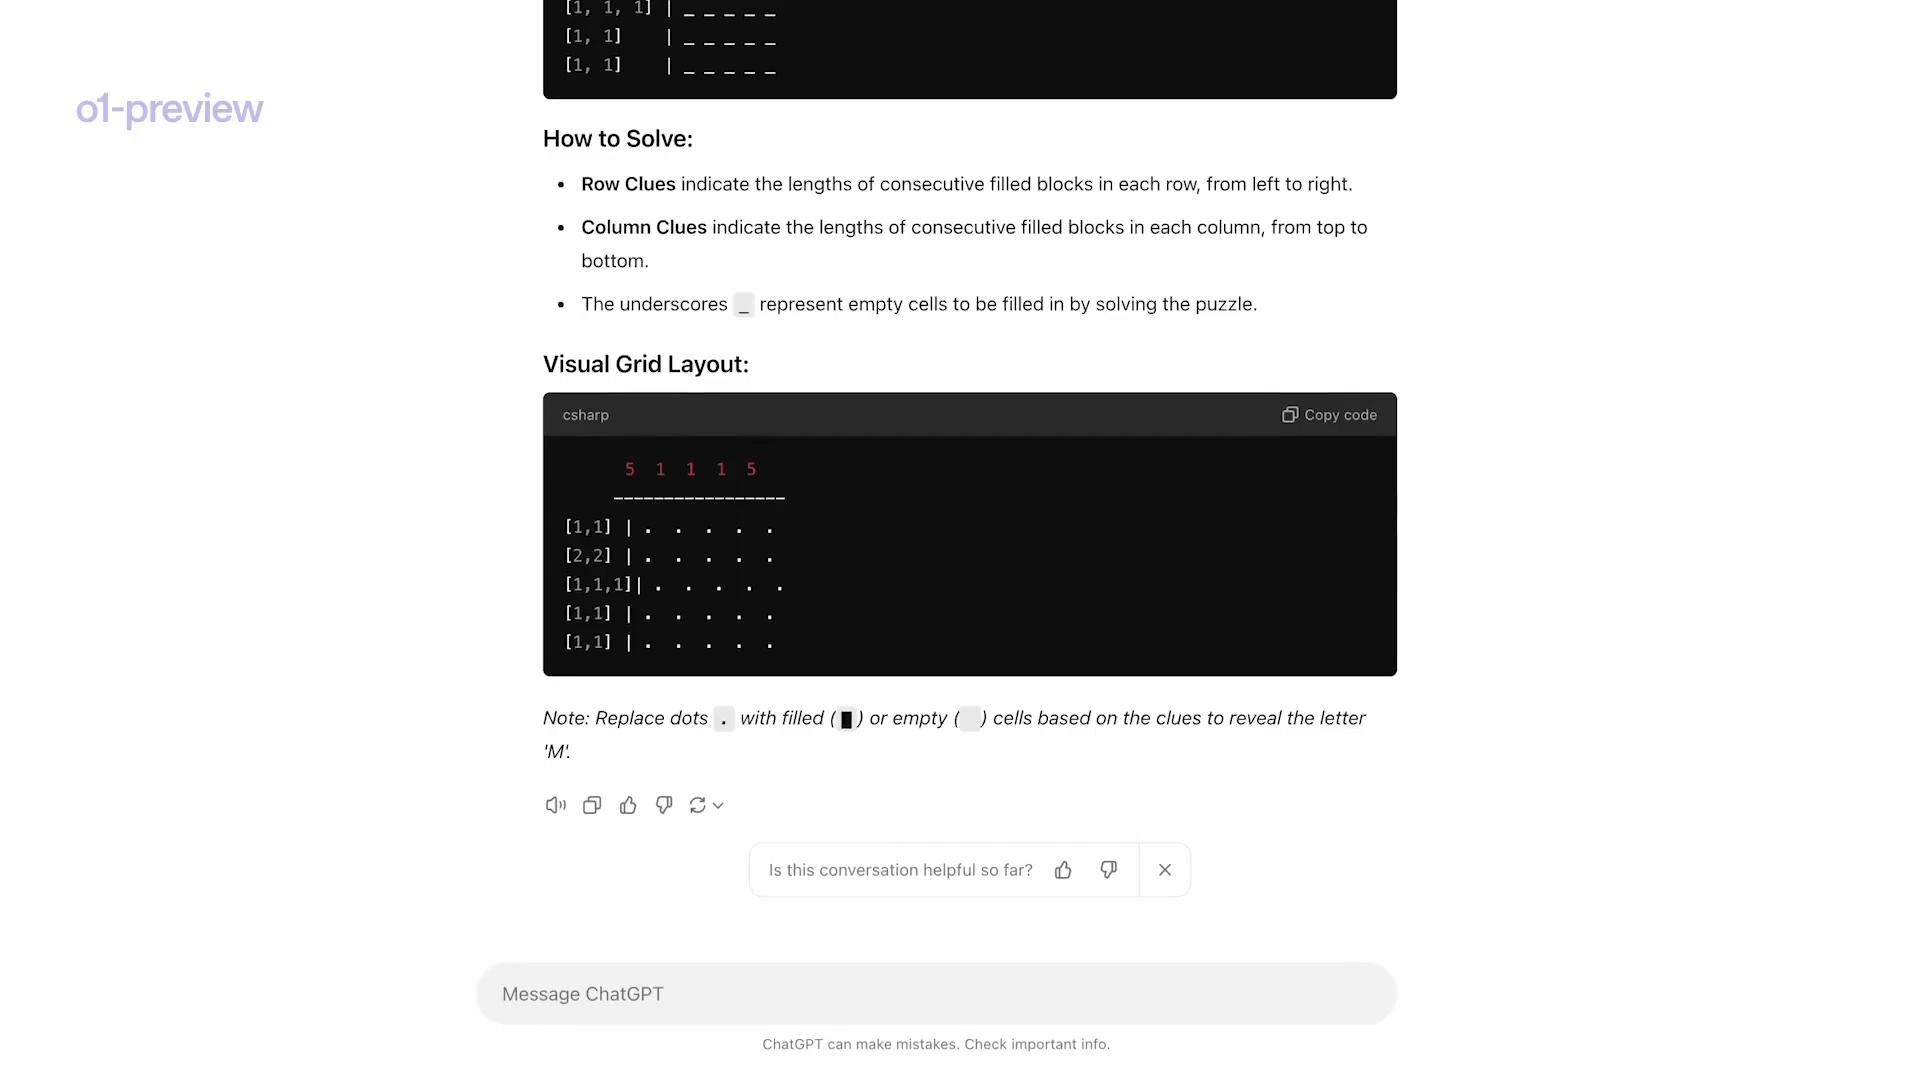 [1, 1, 1] | _ _ _ _ _
[1, 1]    | _ _ _ _ _
[1, 1]    | _ _ _ _ _
o1-preview
How to Solve:
• Row Clues indicate the lengths of consecutive filled blocks in each row, from left to right.
• Column Clues indicate the lengths of consecutive filled blocks in each column, from top to
bottom.
• The underscores _ represent empty cells to be filled in by solving the puzzle.
Visual Grid Layout:
csharp Copy code
5  1  1  1  5
-----------------
[1,1] | .  .  .  .  .
[2,2] | .  .  .  .  .
[1,1,1]| .  .  .  .  .
[1,1] | .  .  .  .  .
[1,1] | .  .  .  .  .
Note: Replace dots . with filled (█) or empty ( ) cells based on the clues to reveal the letter
'M'.
Is this conversation helpful so far?
Message ChatGPT
ChatGPT can make mistakes. Check important info.